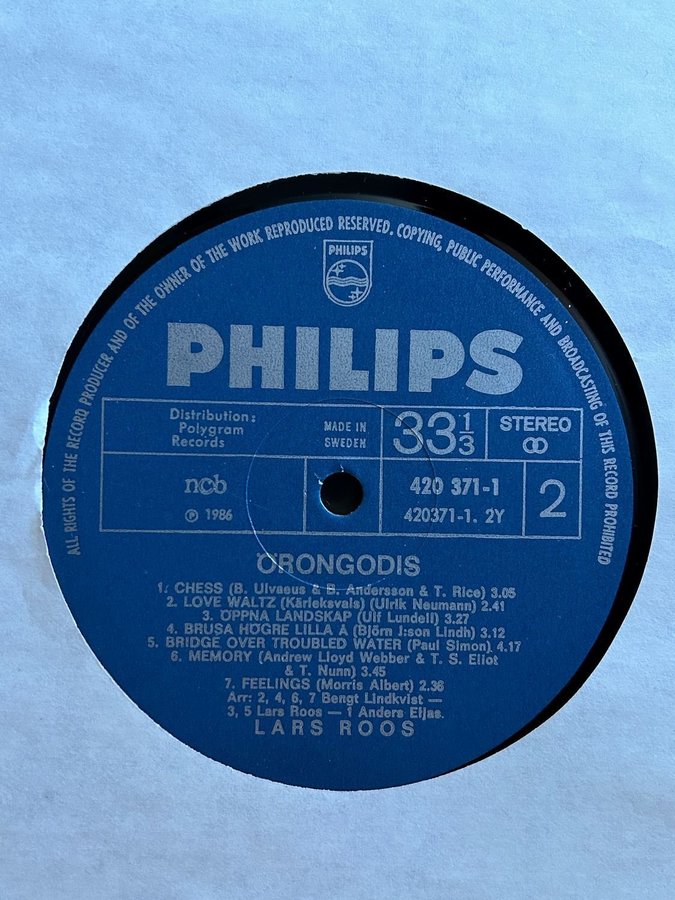 ALL RIGHTS OF THE RECORD PRODUCER AND OF THE OWNER OF THE WORK REPRODUCED RESERVED. COPYING, PUBLIC PERFORMANCE AND BROADCASTING OF THIS RECORD PROHIBITED
PHILIPS
PHILIPS
Distribution:
Polygram
Records
MADE IN
SWEDEN
33 1/3
STEREO
ncb
℗ 1986
420 371-1
420371-1. 2Y
2
ÖRONGODIS
1. CHESS (B. Ulvaeus & B. Andersson & T. Rice) 3.05
2. LOVE WALTZ (Kärleksvals) (Ulrik Neumann) 2.41
3. ÖPPNA LANDSKAP (Ulf Lundell) 3.27
4. BRUSA HÖGRE LILLA Å (Björn J:son Lindh) 3.12
5. BRIDGE OVER TROUBLED WATER (Paul Simon) 4.17
6. MEMORY (Andrew Lloyd Webber & T. S. Eliot
& T. Nunn) 3.45
7. FEELINGS (Morris Albert) 2.36
Arr: 2, 4, 6, 7 Bengt Lindkvist —
3, 5 Lars Roos — 1 Anders Eljas.
LARS ROOS